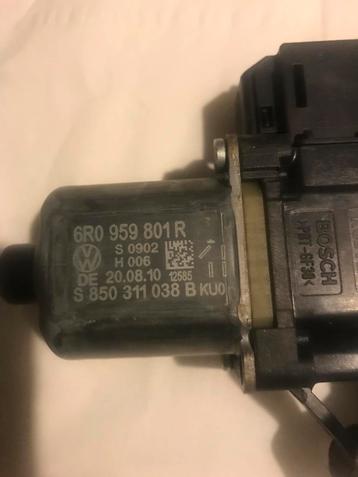 6R0 959 801 R
S 0902
H 006
DE 20.08.10
12585
S 850 311 038 B KU0
BOSCH